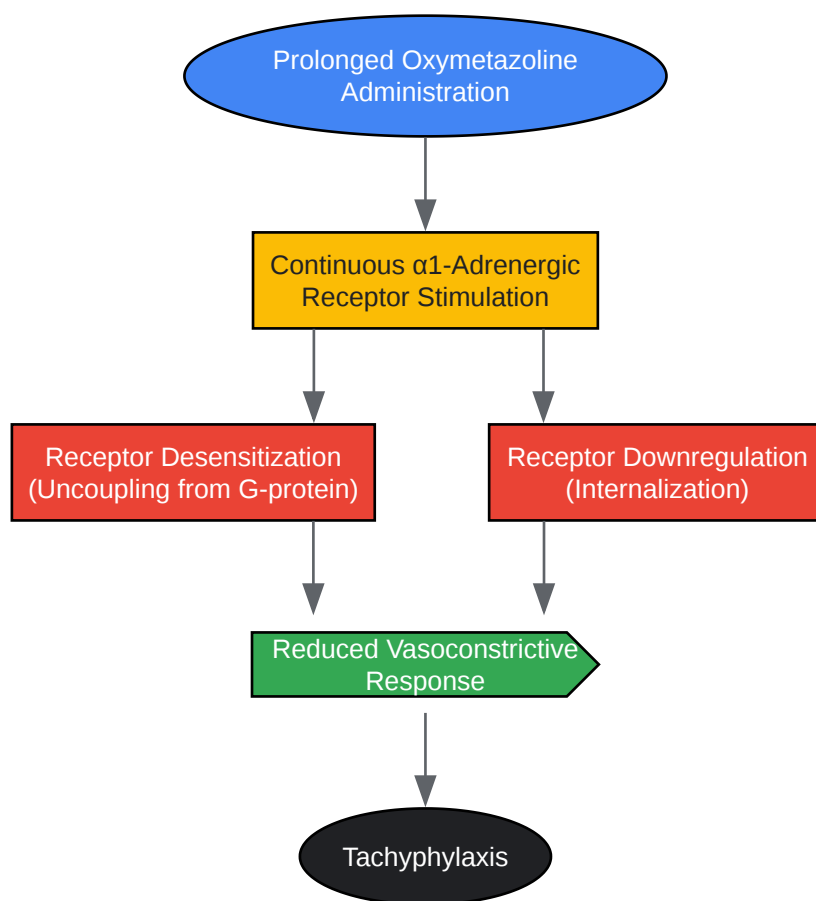 Prolonged Oxymetazoline
Administration
Continuous α1-Adrenergic
Receptor Stimulation
Receptor Desensitization
(Uncoupling from G-protein)
Receptor Downregulation
(Internalization)
Reduced Vasoconstrictive
Response
Tachyphylaxis